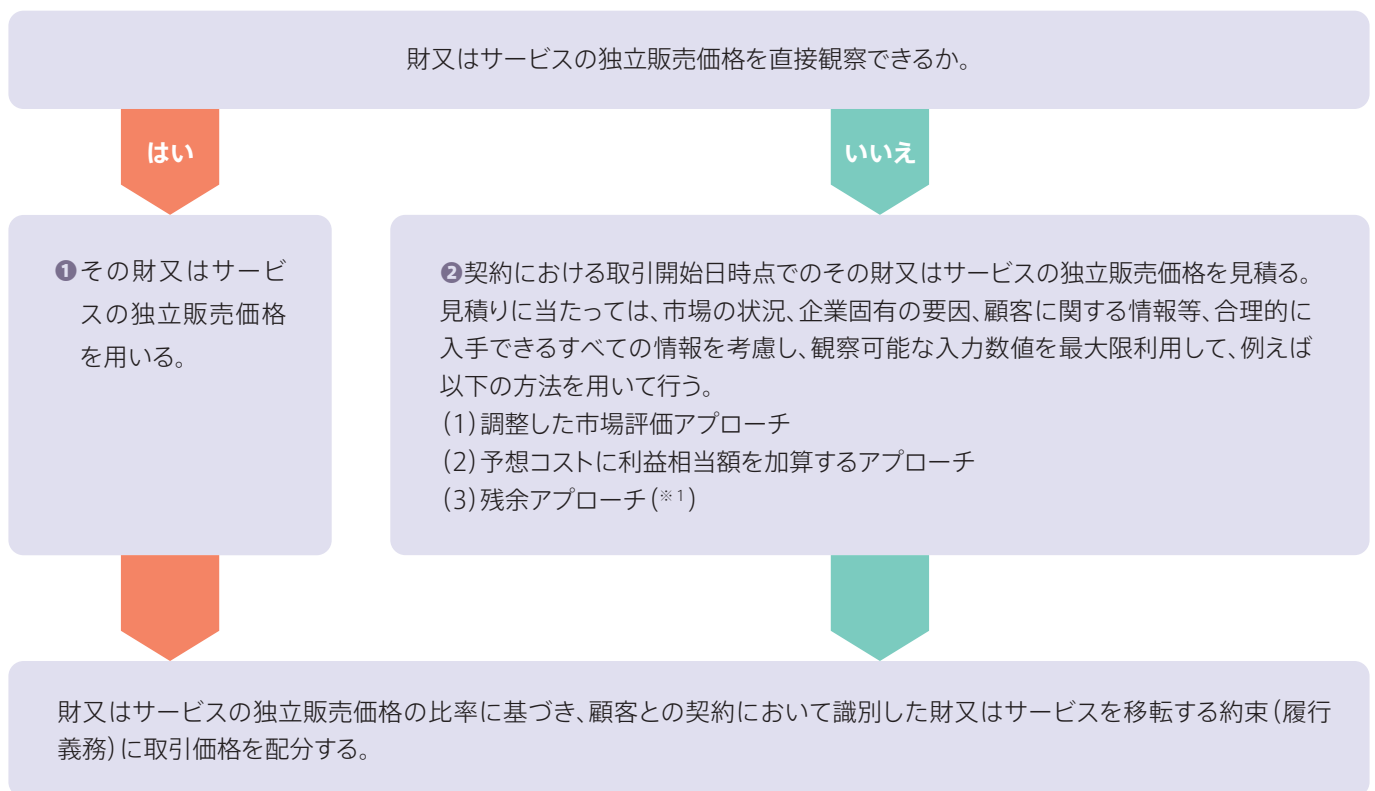 財又はサービスの独立販売価格を直接観察できるか。
はい
いいえ
❶その財又はサービ
スの独立販売価格
を用いる。
❷契約における取引開始日時点でのその財又はサービスの独立販売価格を見積る。
見積りに当たっては、市場の状況、企業固有の要因、顧客に関する情報等、合理的に
入手できるすべての情報を考慮し、観察可能な入力数値を最大限利用して、例えば
以下の方法を用いて行う。
(1)調整した市場評価アプローチ
(2)予想コストに利益相当額を加算するアプローチ
(3)残余アプローチ(※1)
財又はサービスの独立販売価格の比率に基づき、顧客との契約において識別した財又はサービスを移転する約束(履行
義務)に取引価格を配分する。